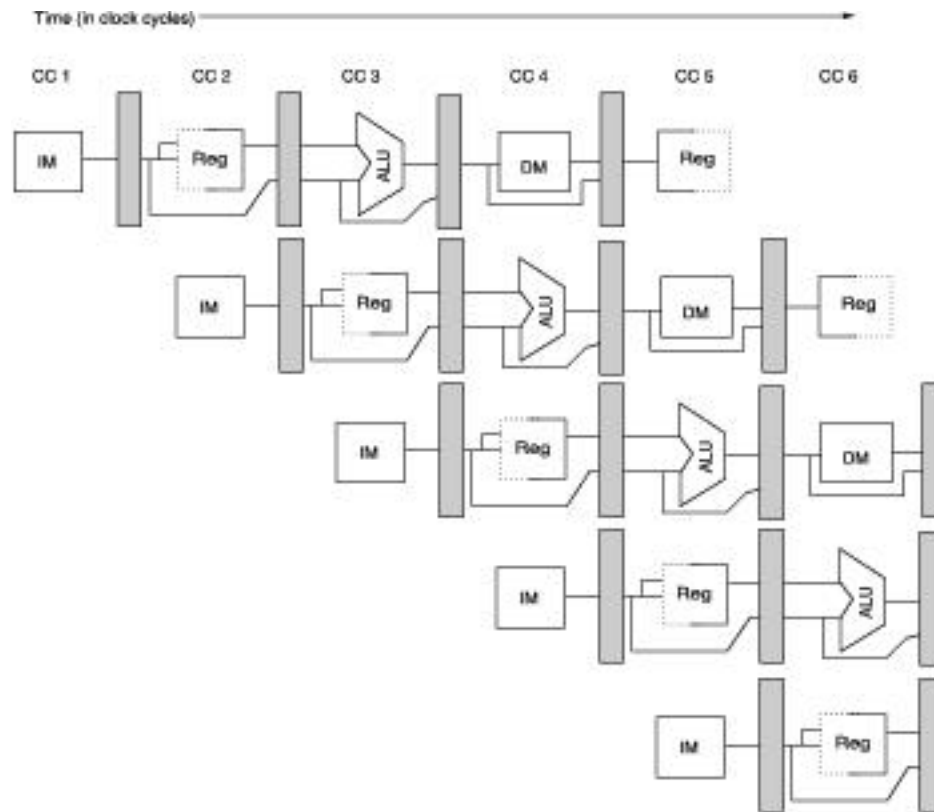 Time (in clock cycles)
CC 1 CC 2 CC 3 CC 4 CC 5 CC 6
IM Reg ALU DM Reg
IM Reg ALU DM Reg
IM Reg ALU DM
IM Reg ALU
IM Reg